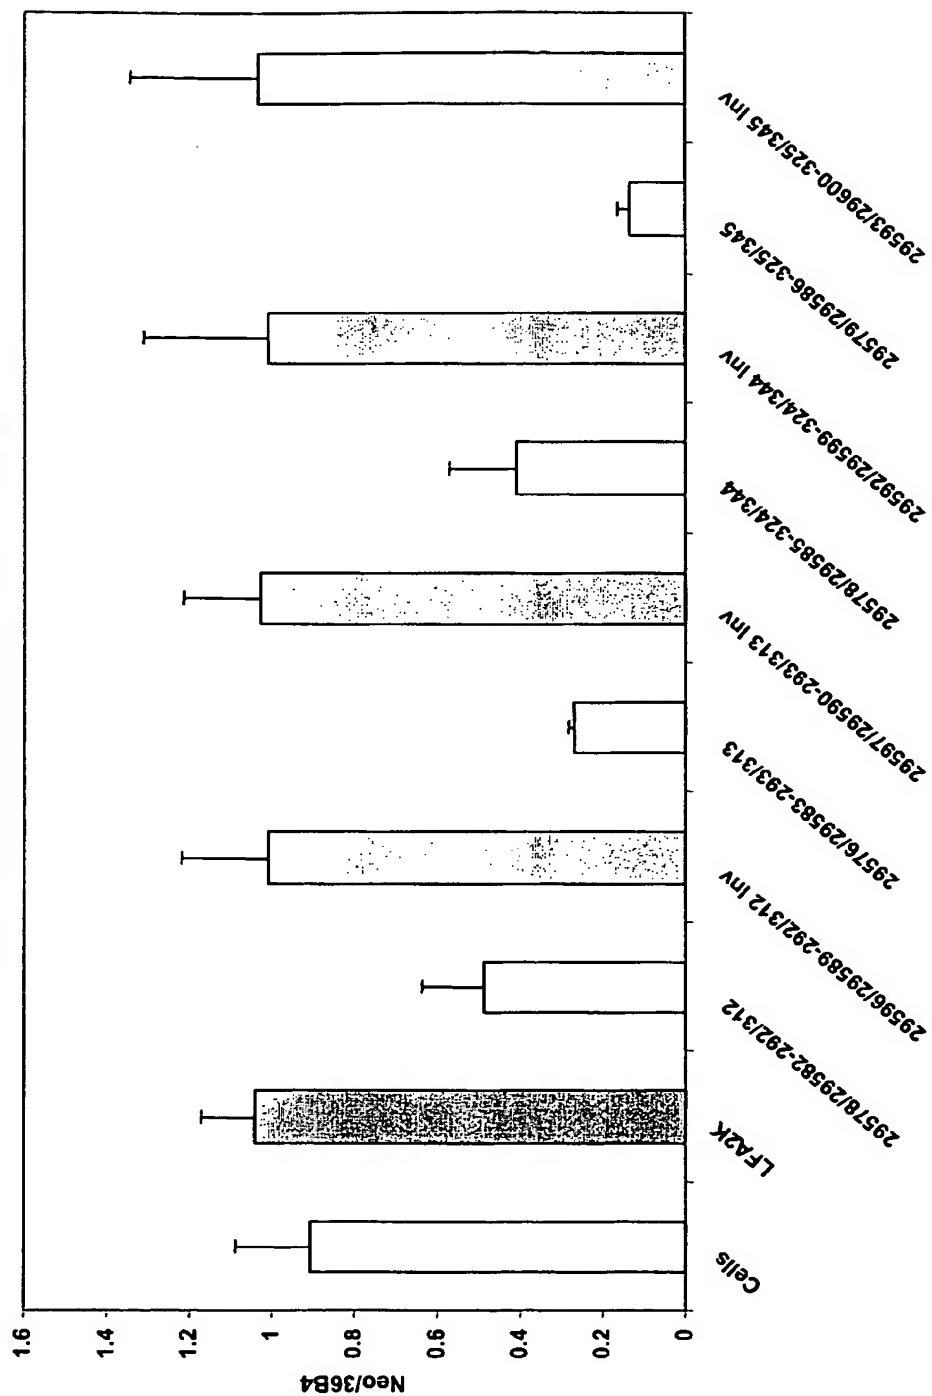 Neo/36B4
1.6
1.4
1.2
1
0.8
0.6
0.4
0.2
0
Cells
LFA2K
29578/29582-292/312
29596/29589-292/312 Inv
29576/29583-293/313
29597/29590-293/313 Inv
29578/29585-324/344
29592/29599-324/344 Inv
29579/29586-325/345
29593/29600-325/345 Inv